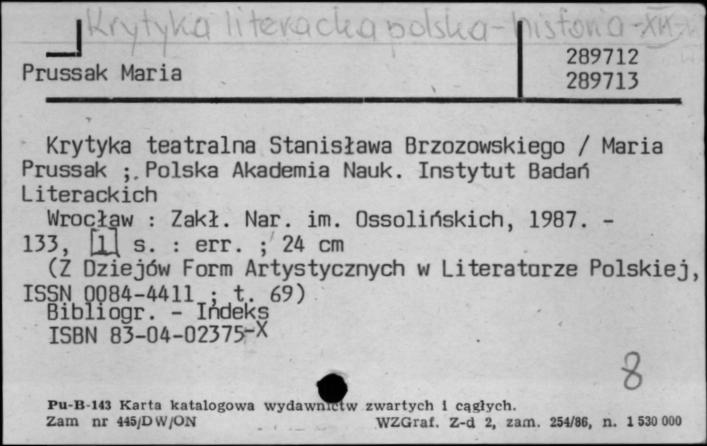 Krytyka literacka polska - historia - XX w.
289712
Prussak Maria
289713
Krytyka teatralna Stanisława Brzozowskiego / Maria
Prussak ; Polska Akademia Nauk. Instytut Badań
Literackich
Wrocław : Zakł. Nar. im. Ossolińskich, 1987. -
133, [1] s. : err. ; 24 cm
(Z Dziejów Form Artystycznych w Literatorze Polskiej,
ISSN 0084-4411 ; t. 69)
Bibliogr. - Indeks
ISBN 83-04-02375-X
8
Pu-B-143 Karta katalogowa wydawnictw zwartych i ciągłych.
Zam nr 445/DW/ON WZGraf. Z-d 2, zam. 254/86, n. 1 530 000